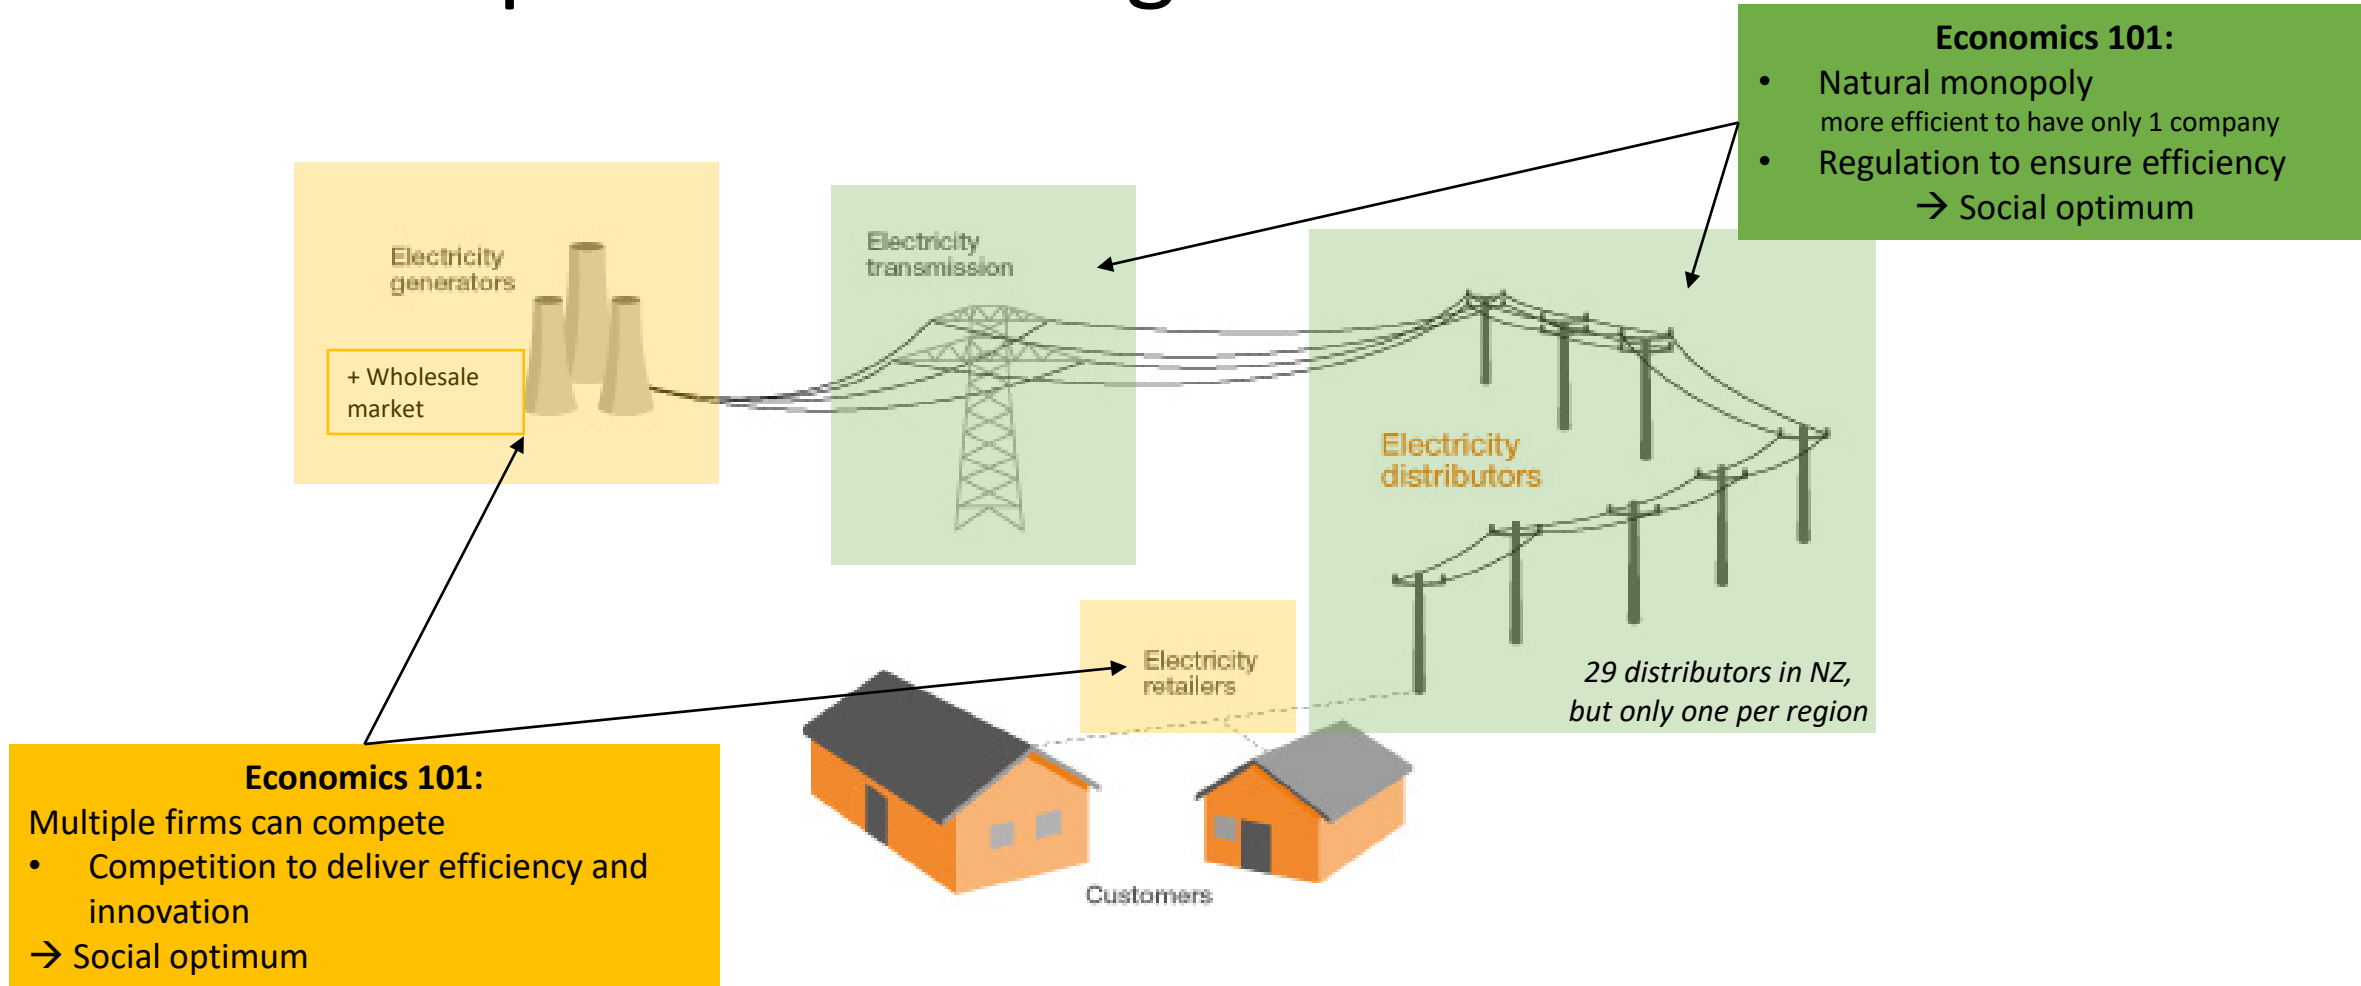 Economics 101:
• Natural monopoly
more efficient to have only 1 company
• Regulation to ensure efficiency
→ Social optimum
Electricity
generators
+ Wholesale
market
Electricity
transmission
Electricity
distributors
29 distributors in NZ,
but only one per region
Electricity
retailers
Customers
Economics 101:
Multiple firms can compete
• Competition to deliver efficiency and
innovation
→ Social optimum